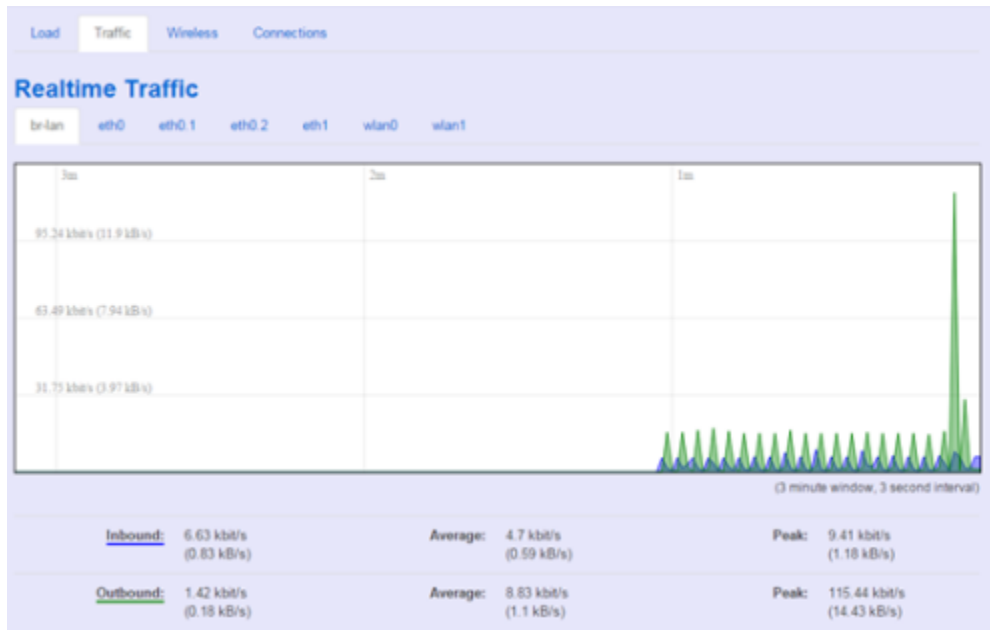 Load Traffic Wireless Connections
Realtime Traffic
br-lan eth0 eth0.1 eth0.2 eth1 wlan0 wlan1
3m 2m 1m
95.24 kbit/s (11.9 kB/s)
63.49 kbit/s (7.94 kB/s)
31.75 kbit/s (3.97 kB/s)
(3 minute window, 3 second interval)
Inbound: 6.63 kbit/s Average: 4.7 kbit/s Peak: 9.41 kbit/s
(0.83 kB/s) (0.59 kB/s) (1.18 kB/s)
Outbound: 1.42 kbit/s Average: 8.83 kbit/s Peak: 115.44 kbit/s
(0.18 kB/s) (1.1 kB/s) (14.43 kB/s)